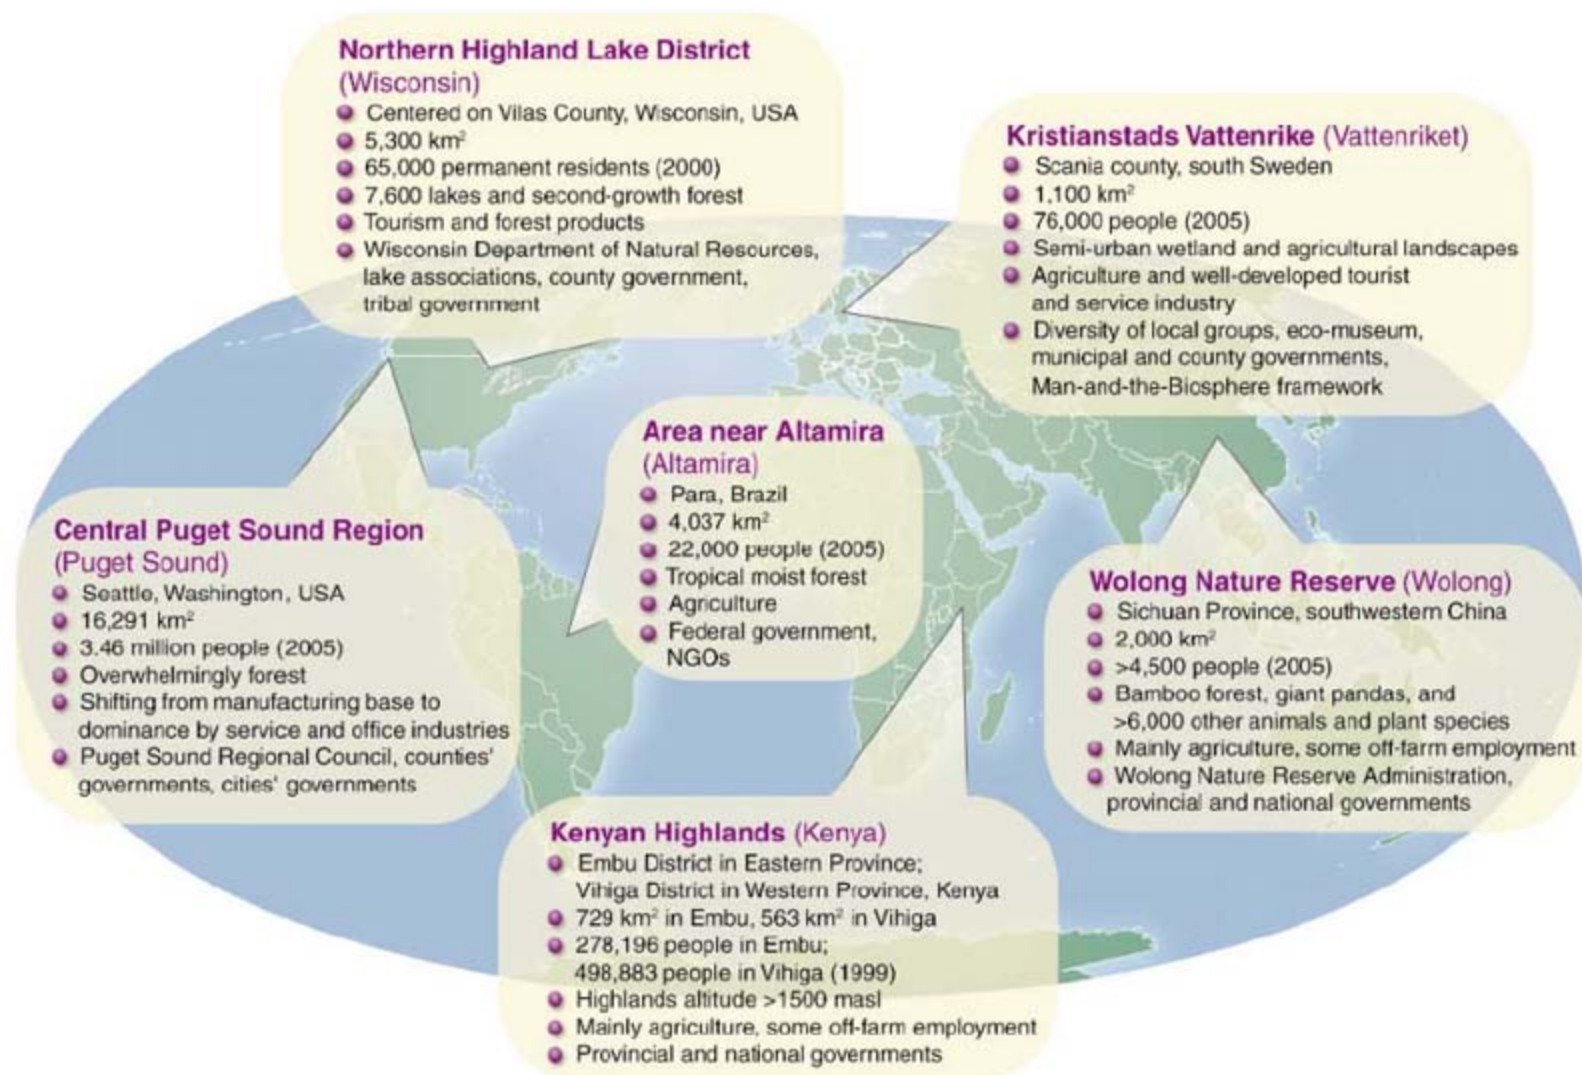 Northern Highland Lake District
(Wisconsin)
Centered on Vilas County, Wisconsin, USA
5,300 km²
65,000 permanent residents (2000)
7,600 lakes and second-growth forest
Tourism and forest products
Wisconsin Department of Natural Resources,
lake associations, county government,
tribal government
Kristianstads Vattenrike (Vattenriket)
Scania county, south Sweden
1,100 km²
76,000 people (2005)
Semi-urban wetland and agricultural landscapes
Agriculture and well-developed tourist
and service industry
Diversity of local groups, eco-museum,
municipal and county governments,
Man-and-the-Biosphere framework
Area near Altamira
(Altamira)
Para, Brazil
4,037 km²
22,000 people (2005)
Tropical moist forest
Agriculture
Federal government,
NGOs
Central Puget Sound Region
(Puget Sound)
Seattle, Washington, USA
16,291 km²
3.46 million people (2005)
Overwhelmingly forest
Shifting from manufacturing base to
dominance by service and office industries
Puget Sound Regional Council, counties'
governments, cities' governments
Wolong Nature Reserve (Wolong)
Sichuan Province, southwestern China
2,000 km²
>4,500 people (2005)
Bamboo forest, giant pandas, and
>6,000 other animals and plant species
Mainly agriculture, some off-farm employment
Wolong Nature Reserve Administration,
provincial and national governments
Kenyan Highlands (Kenya)
Embu District in Eastern Province;
Vihiga District in Western Province, Kenya
729 km² in Embu, 563 km² in Vihiga
278,196 people in Embu;
498,883 people in Vihiga (1999)
Highlands altitude >1500 masl
Mainly agriculture, some off-farm employment
Provincial and national governments